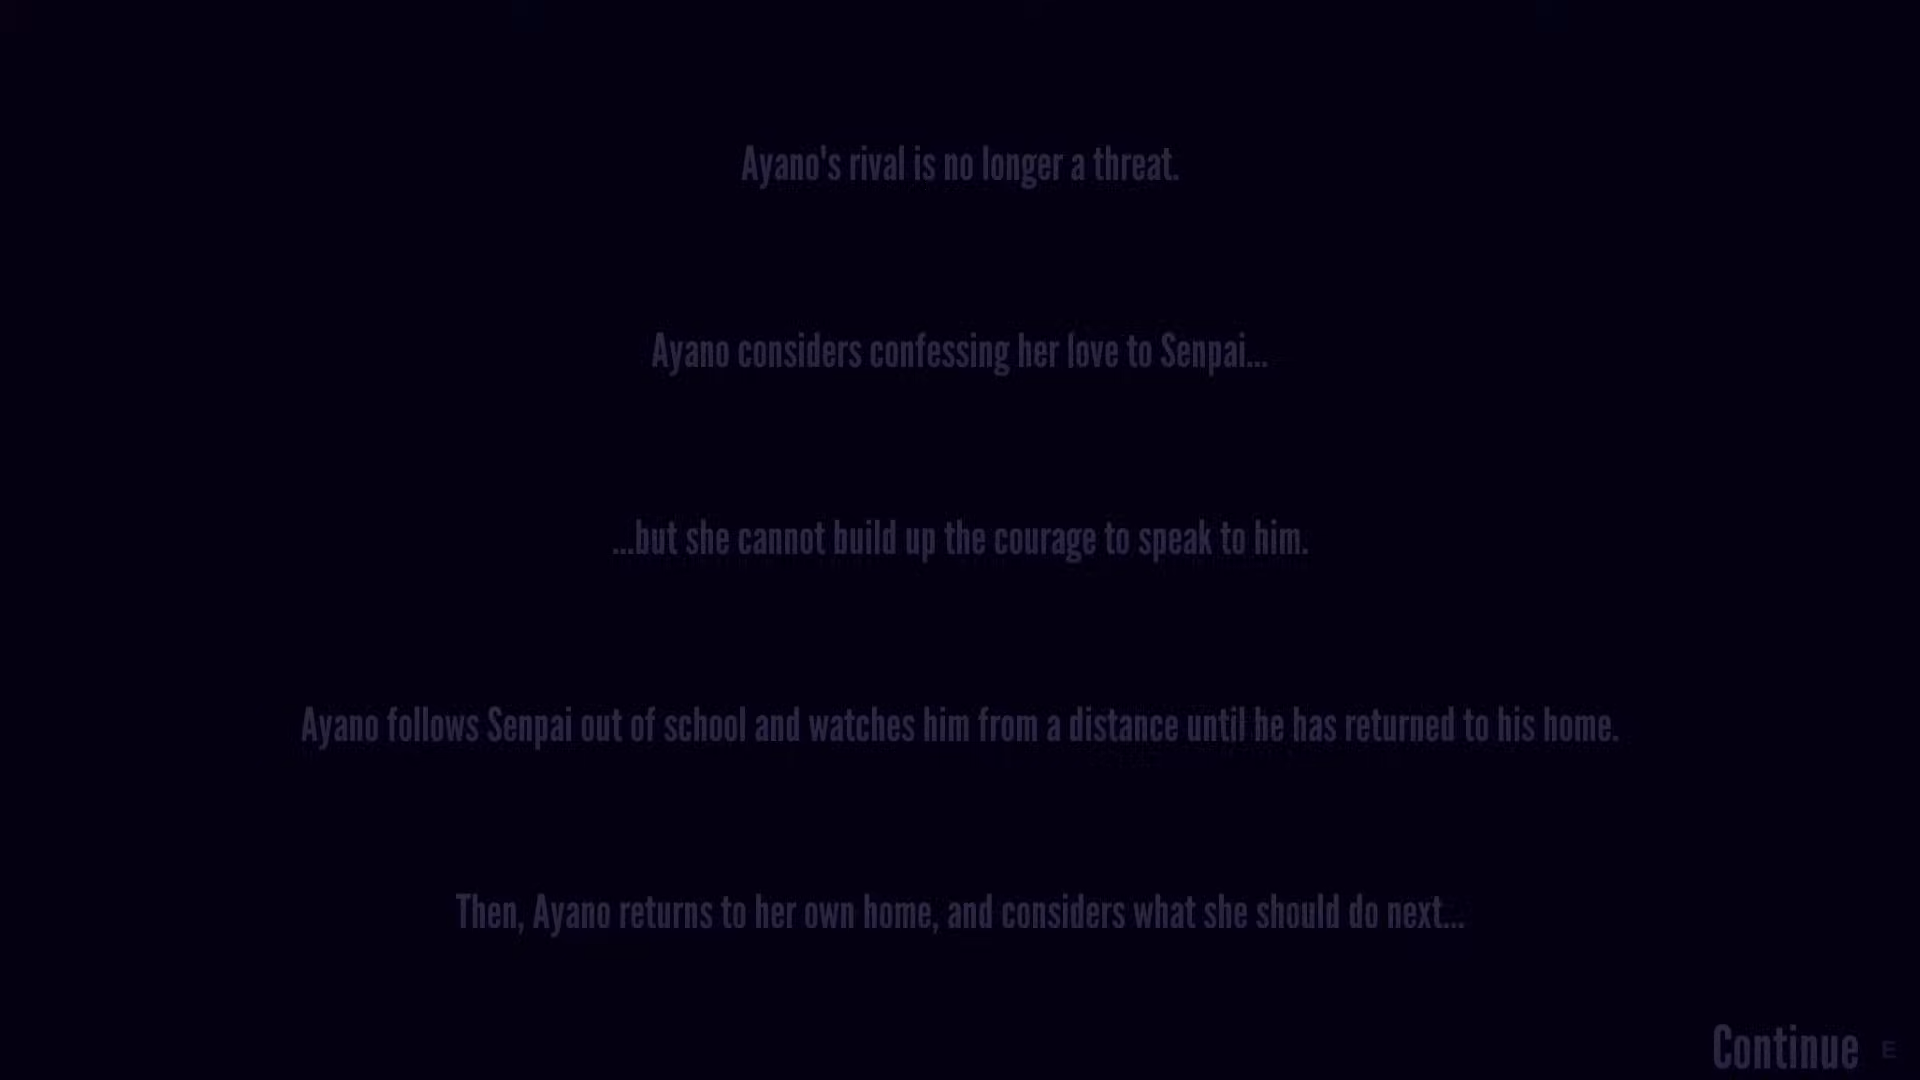 Ayano's rival is no longer a threat.
Ayano considers confessing her love to Senpai...
...but she cannot build up the courage to speak to him.
Ayano follows Senpai out of school and watches him from a distance until he has returned to his home.
Then, Ayano returns to her own home, and considers what she should do next...
Continue E